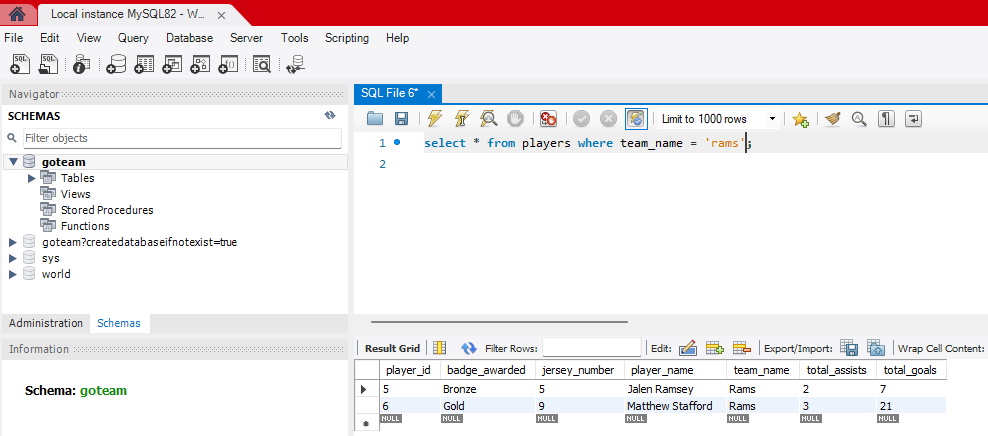 Local instance MySQL82 - W... ×
File Edit View Query Database Server Tools Scripting Help
Navigator
SCHEMAS
Filter objects
goteam
Tables
Views
Stored Procedures
Functions
goteam?createdatabaseifnotexist=true
sys
world
Administration Schemas
Information
Schema: goteam
SQL File 6* ×
Limit to 1000 rows
1 select * from players where team_name = 'rams';
2
Result Grid Filter Rows: Edit: Export/Import: Wrap Cell Content:
player_id badge_awarded jersey_number player_name team_name total_assists total_goals
5 Bronze 5 Jalen Ramsey Rams 2 7
6 Gold 9 Matthew Stafford Rams 3 21
NULL NULL NULL NULL NULL NULL NULL